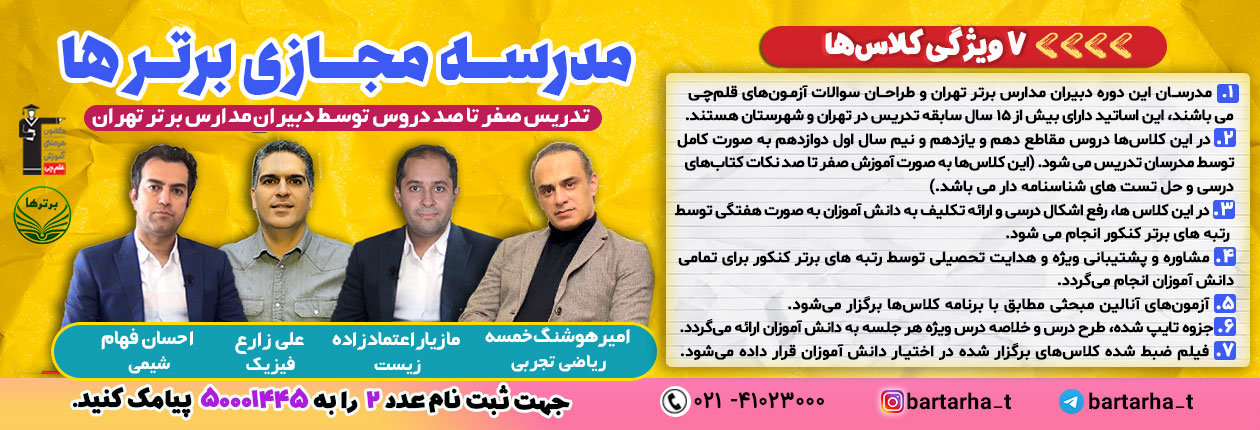 مدرسه مجازی برترها
تدریس صفر تا صد دروس توسط دبیران مدارس برتر تهران
کانون
فرهنگی
آموزش
قلم‌چی
برترها
امیرهوشنگ خمسه
ریاضی تجربی
مازیار اعتمادزاده
زیست
علی زارع
فیزیک
احسان فهام
شیمی
۷ ویژگی کلاس‌ها
۱. مدرسان این دوره دبیران مدارس برتر تهران و طراحان سوالات آزمون‌های قلم‌چی
می باشند، این اساتید دارای بیش از ۱۵ سال سابقه تدریس در تهران و شهرستان هستند.
۲. در این کلاس‌ها دروس مقاطع دهم و یازدهم و نیم سال اول دوازدهم به صورت کامل
توسط مدرسان تدریس می شود. (این کلاس‌ها به صورت آموزش صفر تا صد نکات کتاب‌های
درسی و حل تست های شناسنامه دار می باشد.)
۳. در این کلاس ها، رفع اشکال درسی و ارائه تکلیف به دانش آموزان به صورت هفتگی توسط
رتبه های برتر کنکور انجام می شود.
۴. مشاوره و پشتیبانی ویژه و هدایت تحصیلی توسط رتبه های برتر کنکور برای تمامی
دانش آموزان انجام می‌گردد.
۵. آزمون‌های آنالین مبحثی مطابق با برنامه کلاس‌ها برگزار می‌شود.
۶. جزوه تایپ شده، طرح درس و خلاصه درس ویژه هر جلسه به دانش آموزان ارائه می‌گردد.
۷. فیلم ضبط شده کلاس‌های برگزار شده در اختیار دانش آموزان قرار داده می‌شود.
جهت ثبت نام عدد ۲ را به ۵۰۰۰۱۴۴۵ پیامک کنید.
۰۲۱-۴۱۰۲۳۰۰۰
bartarha_t
bartarha_t